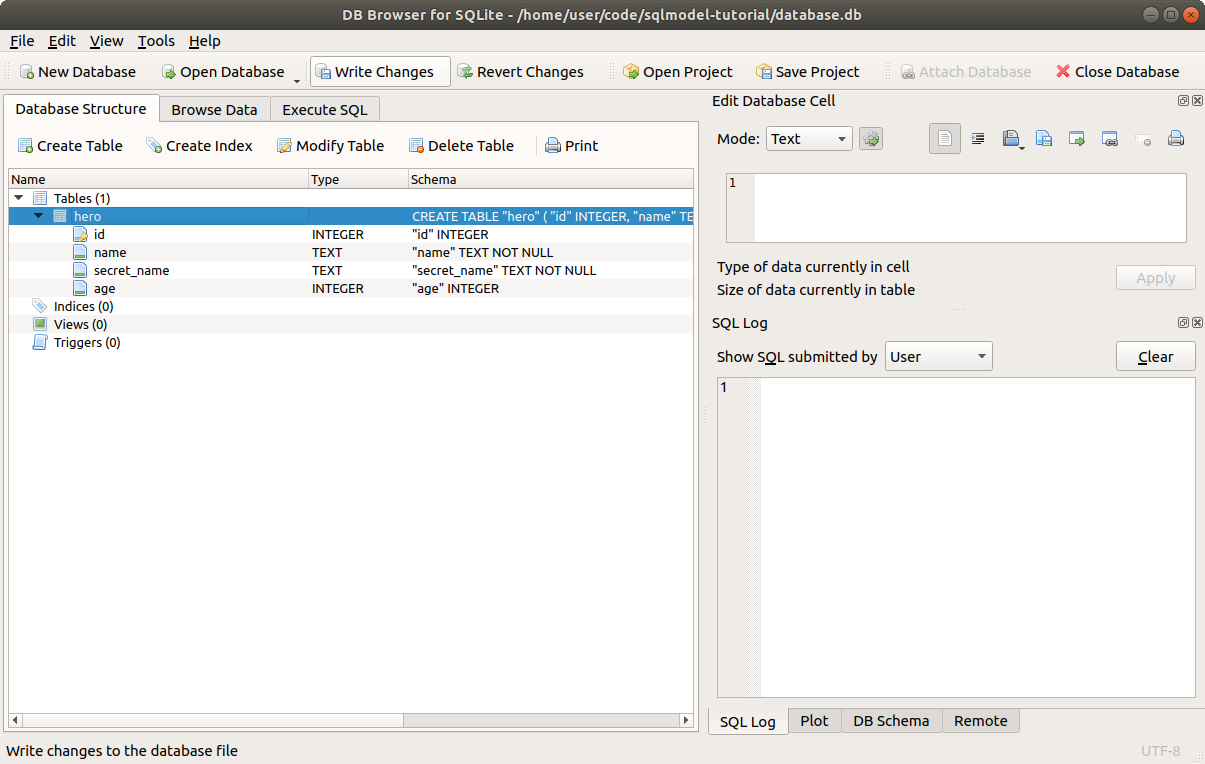 DB Browser for SQLite - /home/user/code/sqlmodel-tutorial/database.db
File Edit View Tools Help
New Database Open Database Write Changes Revert Changes Open Project Save Project Attach Database Close Database
Database Structure Browse Data Execute SQL
Create Table Create Index Modify Table Delete Table Print
Name Type Schema
Tables (1)
hero CREATE TABLE "hero" ( "id" INTEGER, "name" TE
id INTEGER "id" INTEGER
name TEXT "name" TEXT NOT NULL
secret_name TEXT "secret_name" TEXT NOT NULL
age INTEGER "age" INTEGER
Indices (0)
Views (0)
Triggers (0)
Edit Database Cell
Mode: Text
1
Type of data currently in cell
Size of data currently in table
Apply
SQL Log
Show SQL submitted by User Clear
1
SQL Log Plot DB Schema Remote
Write changes to the database file
UTF-8